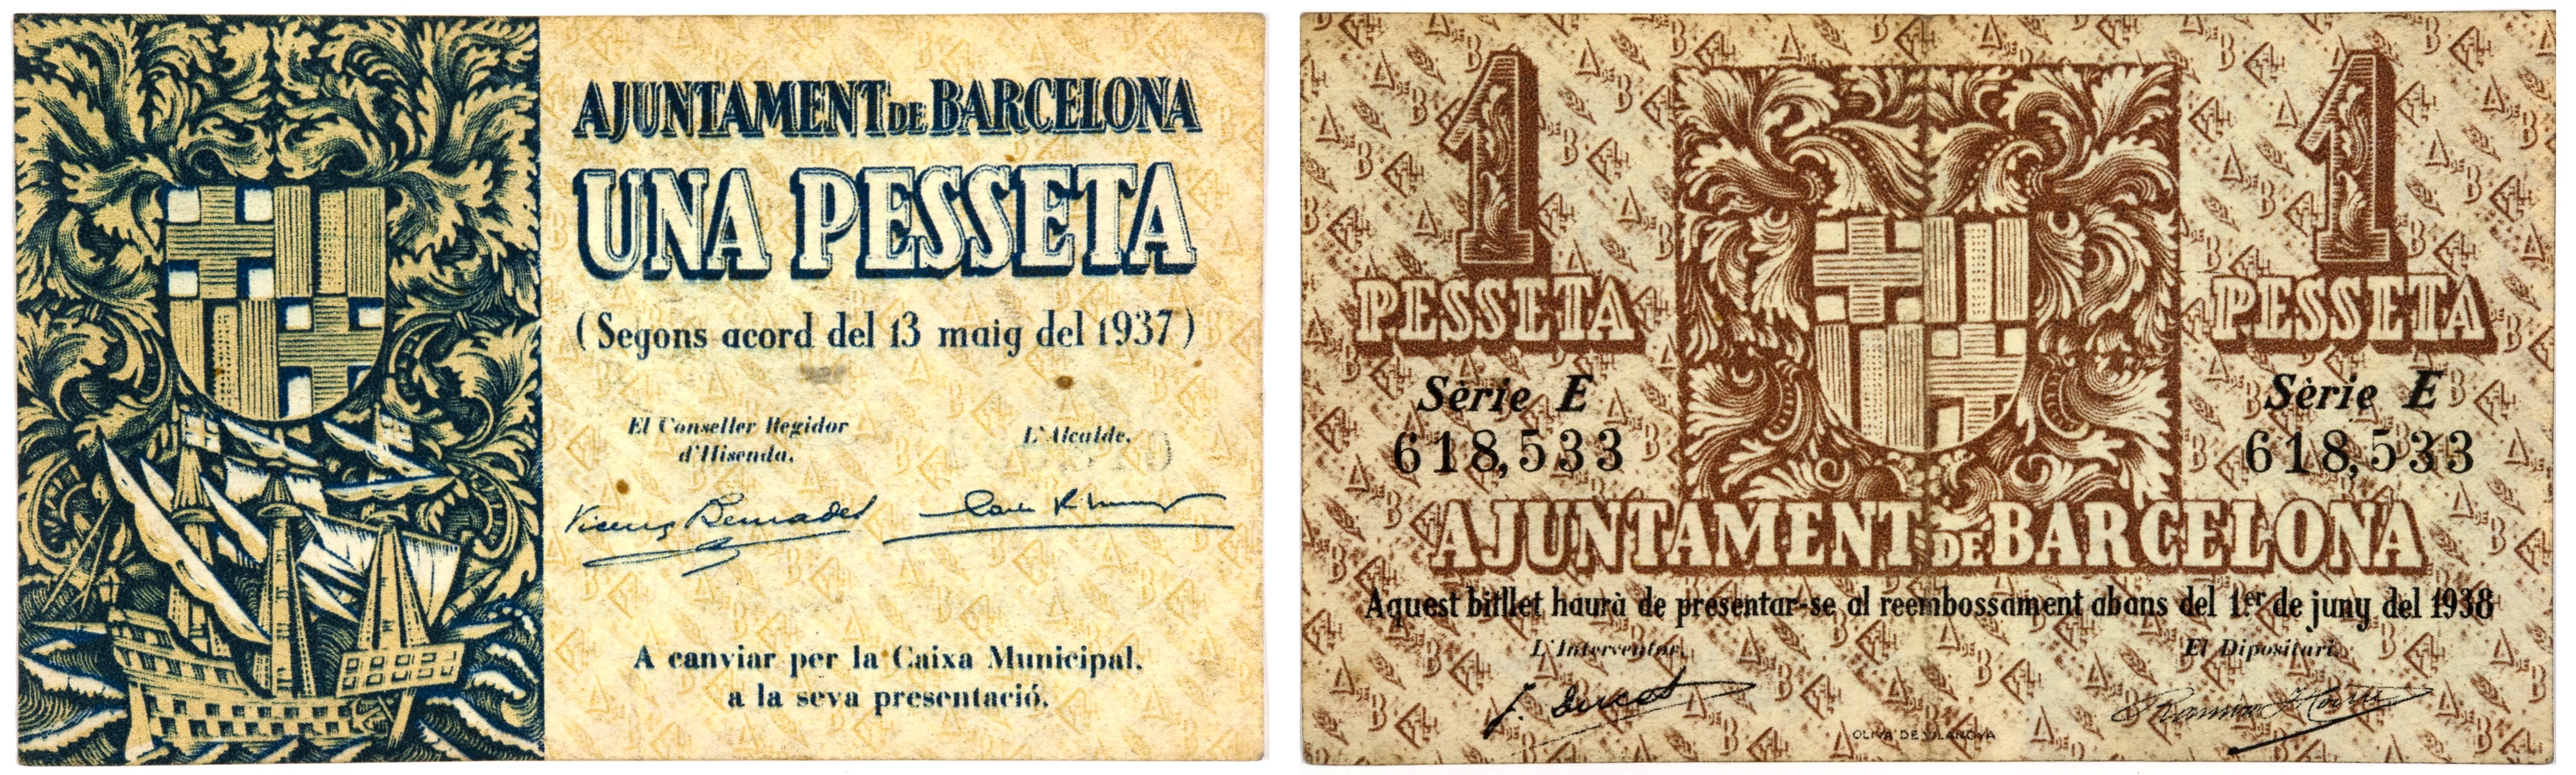 AJUNTAMENT DE BARCELONA
UNA PESSETA
(Segons acord del 13 maig del 1937)
El Conseller Regidor
d'Hisenda,
L'Alcalde,
Vicenç Bernades
A canviar per la Caixa Municipal,
a la seva presentació.
1
PESSETA
Sèrie E
618,533
1
PESSETA
Sèrie E
618,533
AJUNTAMENT DE BARCELONA
Aquest bitllet haurà de presentar-se al reembossament abans del 1er de juny del 1938
L'Interventor,
El Dipositari,
OLIVA DE VILANOVA